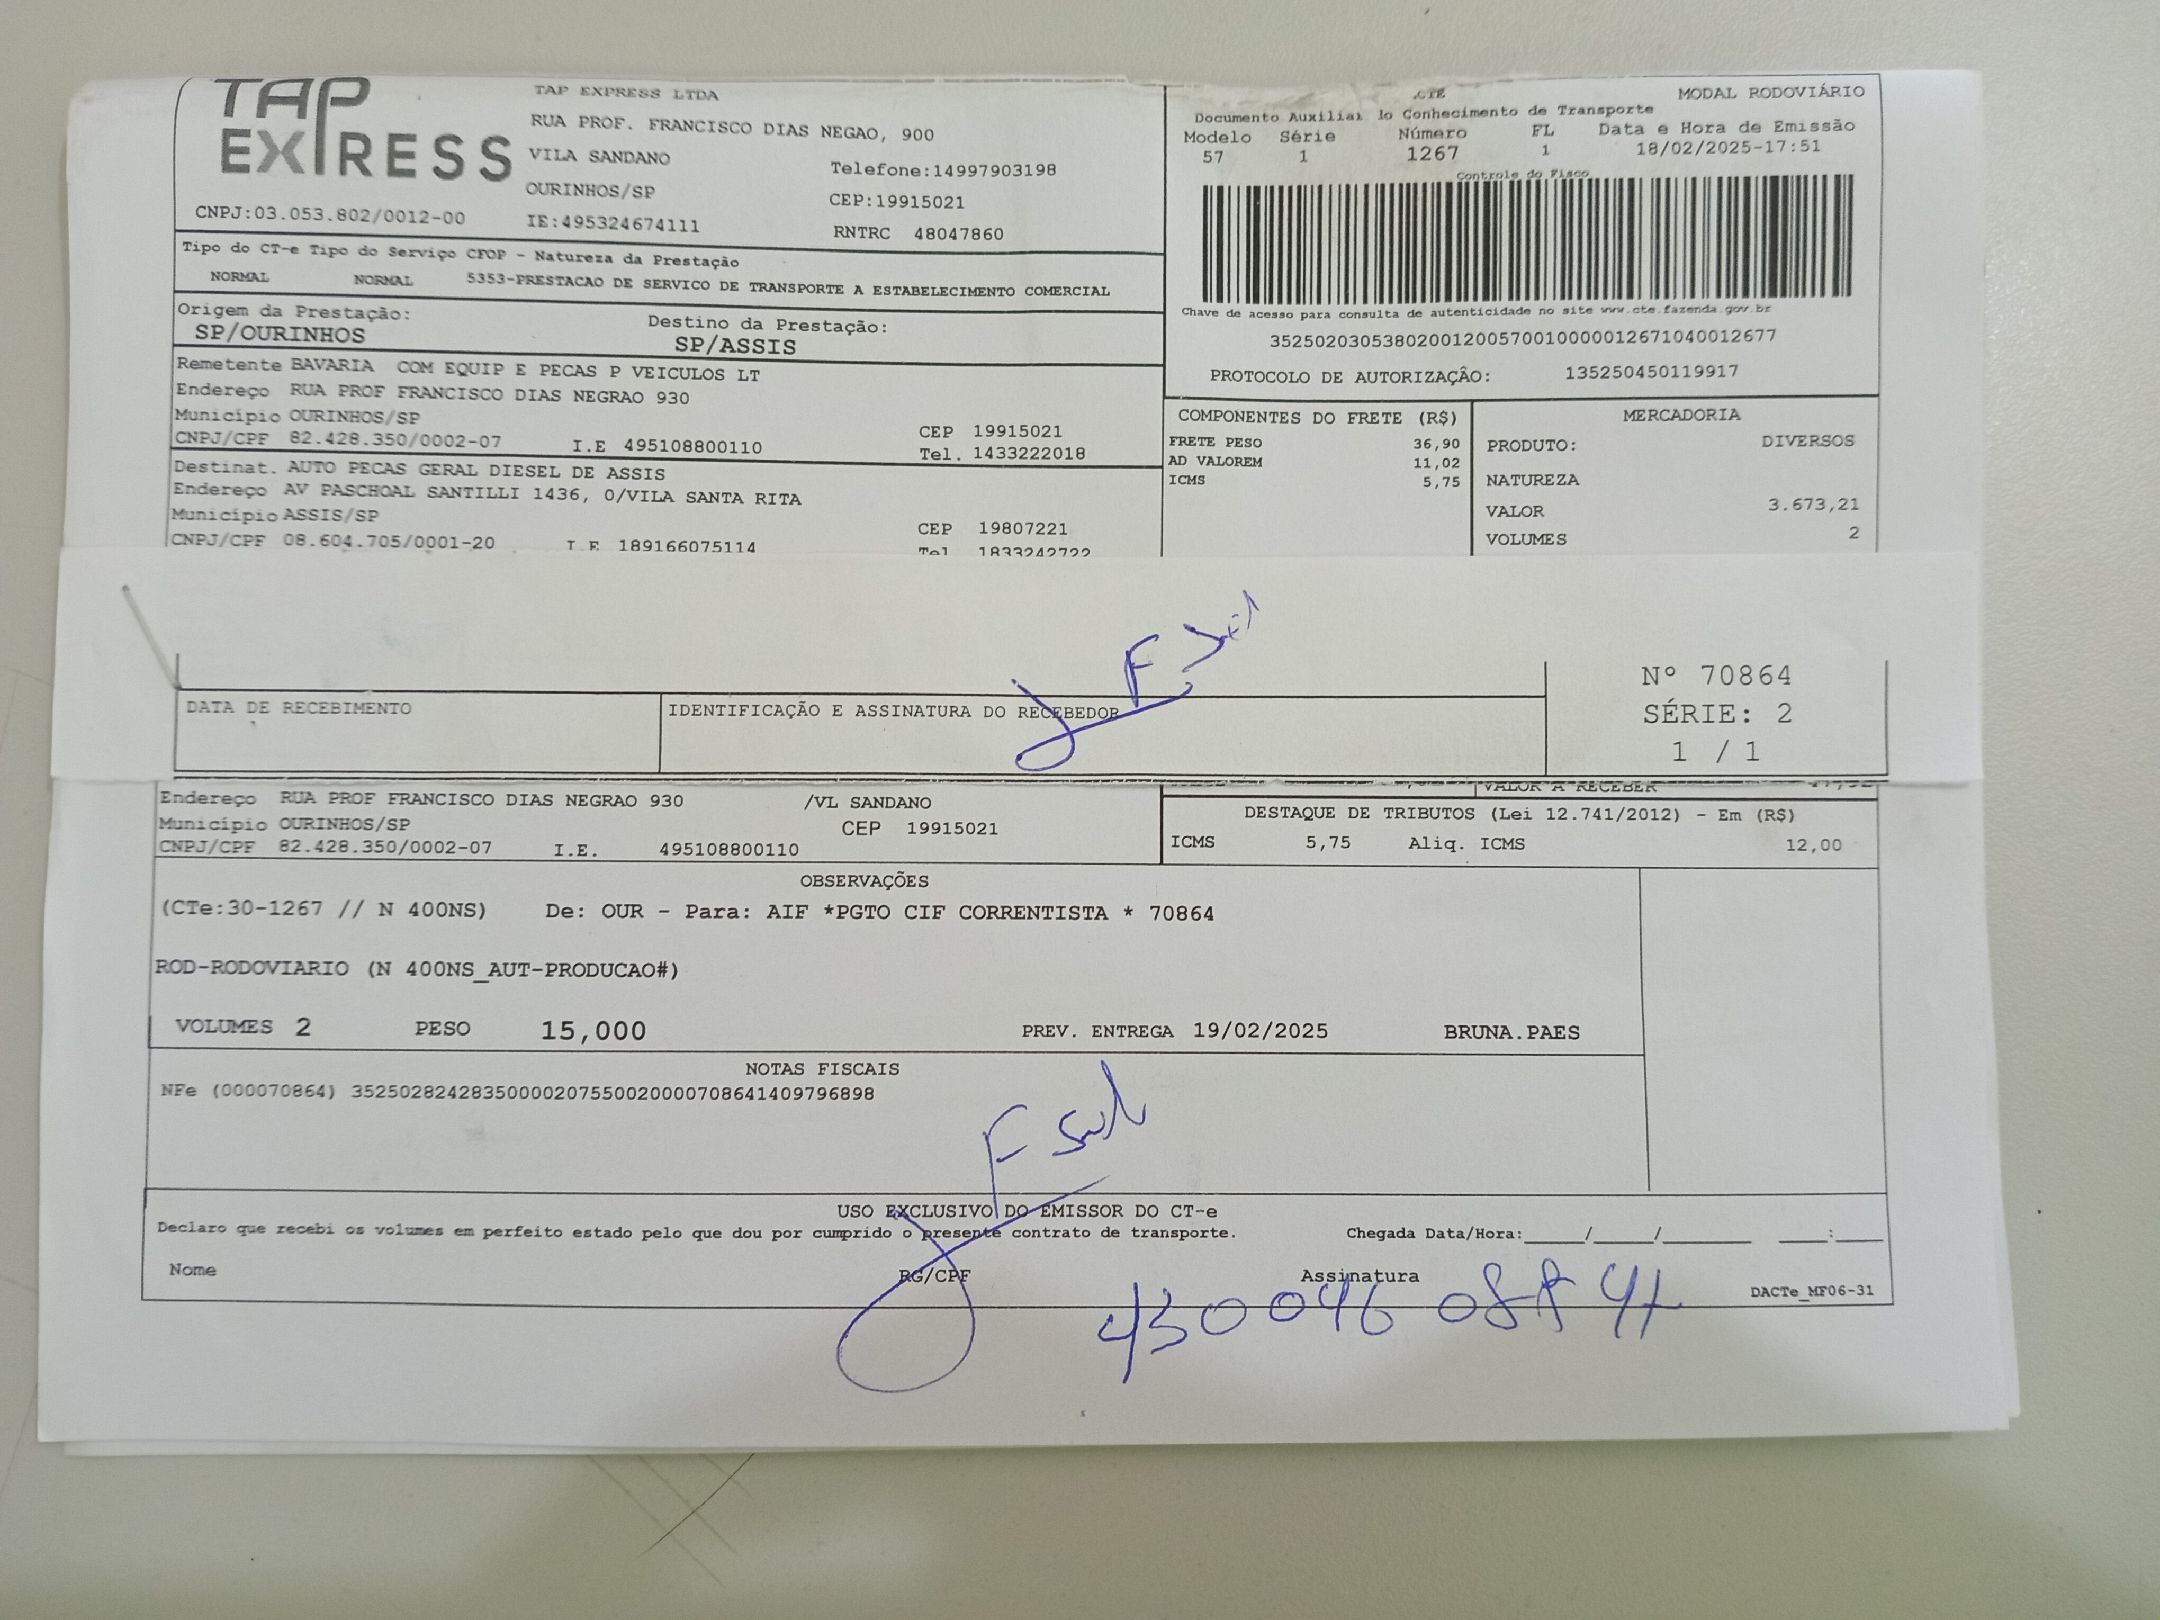 TAP EXPRESS
TAP EXPRESS LTDA
RUA PROF. FRANCISCO DIAS NEGAO, 900
VILA SANDANO
Telefone:14997903198
OURINHOS/SP
CEP:19915021
CNPJ:03.053.802/0012-00
IE:495324674111
RNTRC 48047860
CTE
MODAL RODOVIÁRIO
Documento Auxiliar do Conhecimento de Transporte
Modelo Série Número FL Data e Hora de Emissão
57 1 1267 1 18/02/2025-17:51
Controle do Fisco
Chave de acesso para consulta de autenticidade no site www.cte.fazenda.gov.br
35250203053802001200570010000012671040012677
PROTOCOLO DE AUTORIZAÇÂO: 135250450119917
Tipo do CT-e Tipo do Serviço CFOP - Natureza da Prestação
NORMAL NORMAL 5353-PRESTACAO DE SERVICO DE TRANSPORTE A ESTABELECIMENTO COMERCIAL
Origem da Prestação: Destino da Prestação:
SP/OURINHOS SP/ASSIS
Remetente BAVARIA COM EQUIP E PECAS P VEICULOS LT
Endereço RUA PROF FRANCISCO DIAS NEGRAO 930
Município OURINHOS/SP CEP 19915021
CNPJ/CPF 82.428.350/0002-07 I.E 495108800110 Tel. 1433222018
Destinat. AUTO PECAS GERAL DIESEL DE ASSIS
Endereço AV PASCHOAL SANTILLI 1436, 0/VILA SANTA RITA
Município ASSIS/SP CEP 19807221
CNPJ/CPF 08.604.705/0001-20 I.E 189166075114 Tel 1833242722
COMPONENTES DO FRETE (R$)
FRETE PESO 36,90
AD VALOREM 11,02
ICMS 5,75
MERCADORIA
PRODUTO: DIVERSOS
NATUREZA
VALOR 3.673,21
VOLUMES 2
DATA DE RECEBIMENTO
IDENTIFICAÇÃO E ASSINATURA DO RECEBEDOR
Nº 70864
SÉRIE: 2
1 / 1
VALOR A RECEBER
Endereço RUA PROF FRANCISCO DIAS NEGRAO 930 /VL SANDANO
Município OURINHOS/SP CEP 19915021
CNPJ/CPF 82.428.350/0002-07 I.E. 495108800110
DESTAQUE DE TRIBUTOS (Lei 12.741/2012) - Em (R$)
ICMS 5,75 Aliq. ICMS 12,00
OBSERVAÇÕES
(CTe:30-1267 // N 400NS) De: OUR - Para: AIF *PGTO CIF CORRENTISTA * 70864
ROD-RODOVIARIO (N 400NS_AUT-PRODUCAO#)
VOLUMES 2 PESO 15,000 PREV. ENTREGA 19/02/2025 BRUNA.PAES
NOTAS FISCAIS
NFe (000070864) 35250282428350000207550020000708641409796898
USO EXCLUSIVO DO EMISSOR DO CT-e
Declaro que recebi os volumes em perfeito estado pelo que dou por cumprido o presente contrato de transporte. Chegada Data/Hora:_____/_____/_______ ____:____
Nome RG/CPF Assinatura
DACTe_MF06-31